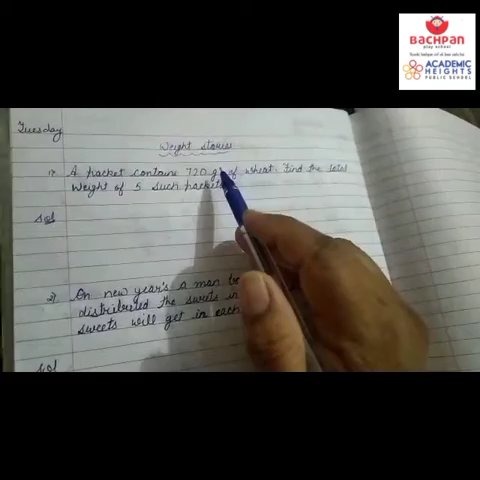 BACHPAN
play school
ACADEMIC
HEIGHTS
PUBLIC SCHOOL
Tuesday
Weight stories
1) A packet contains 720 g of wheat. find the total
Weight of 5 such packets
Sol
2) On new year's a man
distributed the sweets in
sweets will get in each
Sol